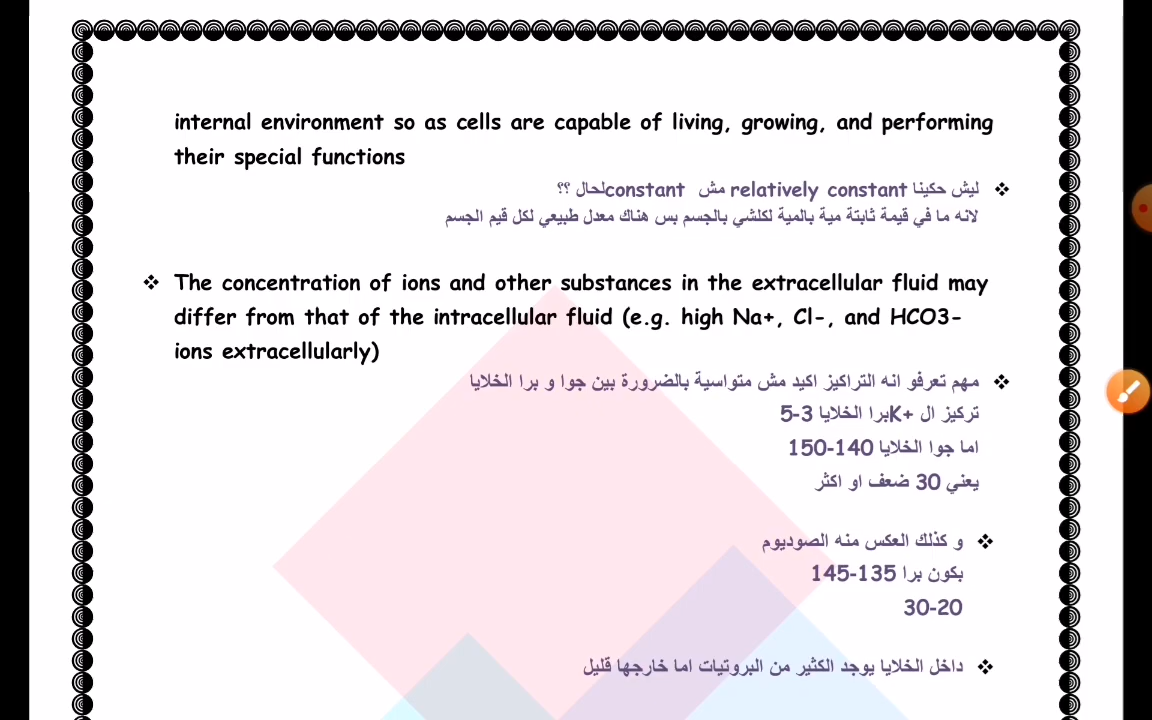 internal environment so as cells are capable of living, growing, and performing
their special functions
❖ ليش حكينا relatively constant مش constant لحال ؟؟
لانه ما في قيمة ثابتة مية بالمية لكلشي بالجسم بس هناك معدل طبيعي لكل قيم الجسم
❖ The concentration of ions and other substances in the extracellular fluid may
differ from that of the intracellular fluid (e.g. high Na+, Cl-, and HCO3-
ions extracellularly)
❖ مهم تعرفو انه التراكيز اكيد مش متواسية بالضرورة بين جوا و برا الخلايا
تركيز ال +K برا الخلايا 3-5
اما جوا الخلايا 140-150
يعني 30 ضعف او اكثر
❖ و كذلك العكس منه الصوديوم
بكون برا 135-145
20-30
❖ داخل الخلايا يوجد الكثير من البروتيات اما خارجها قليل